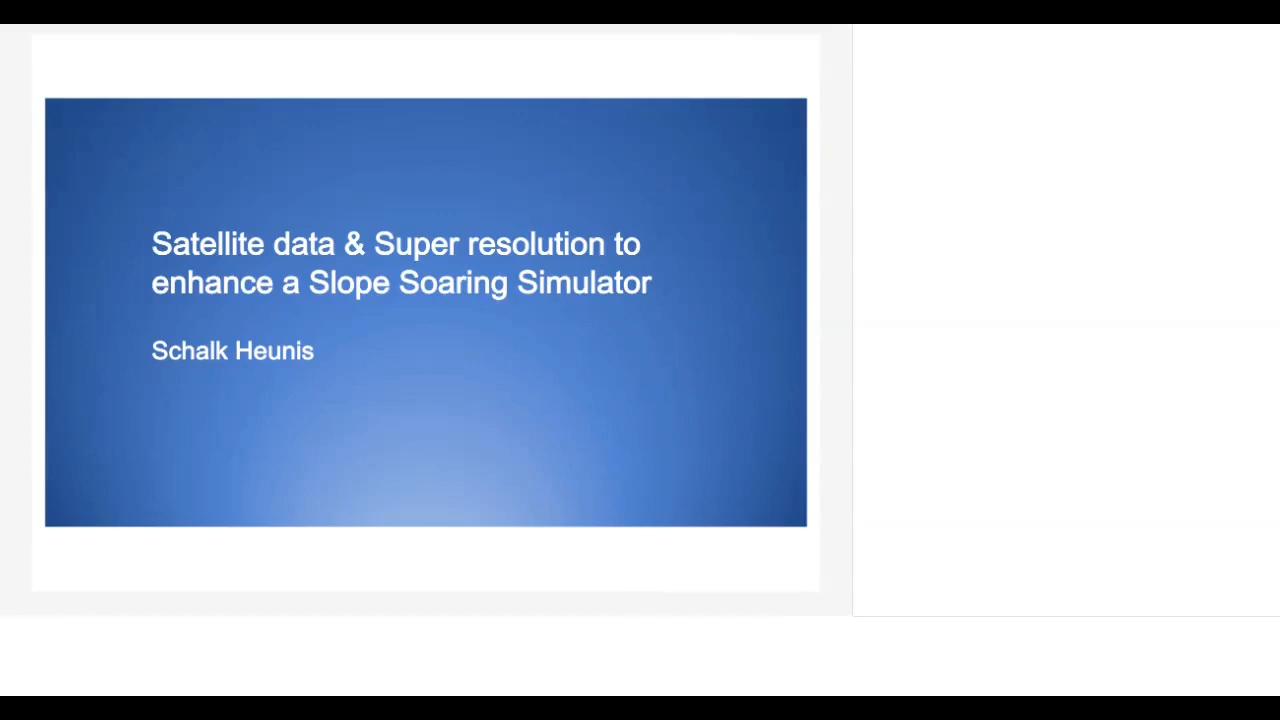 Satellite data & Super resolution to
enhance a Slope Soaring Simulator
Schalk Heunis